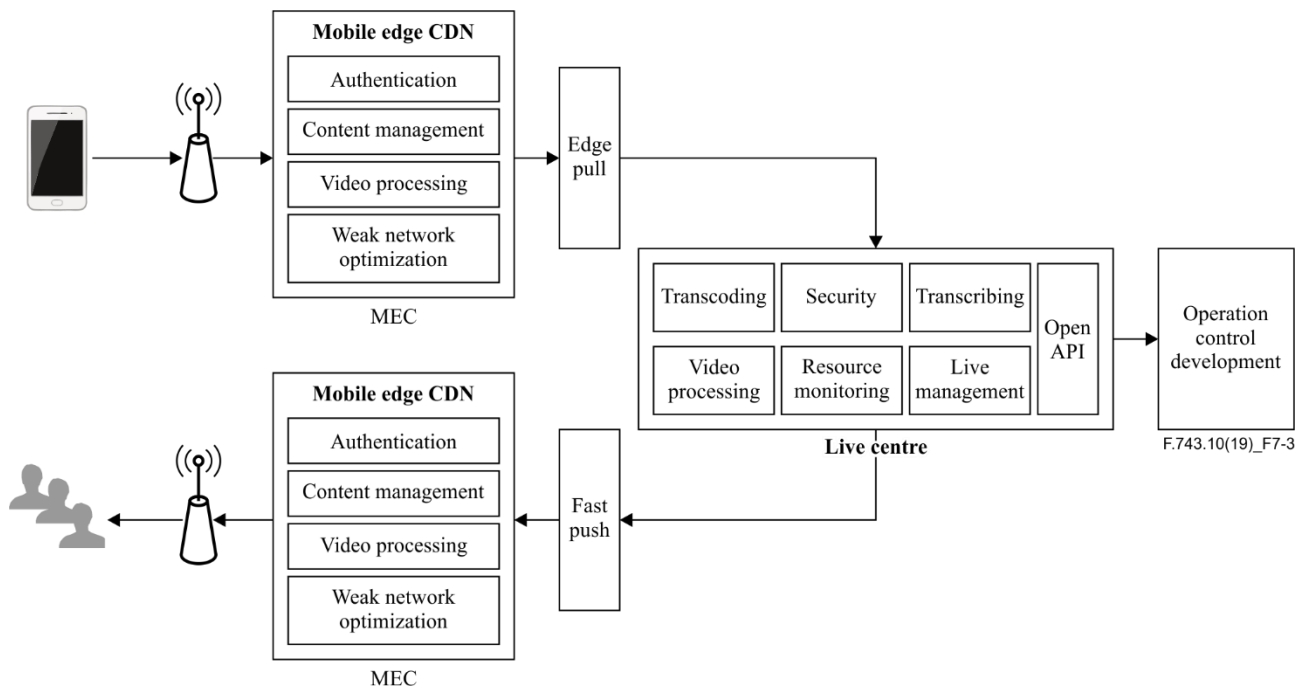 Mobile edge CDN
Authentication
Content management
Video processing
Weak network
optimization
MEC
Edge
pull
Transcoding
Security
Transcribing
Video
processing
Resource
monitoring
Live
management
Open
API
Live centre
Operation
control
development
F.743.10(19)_F7-3
Mobile edge CDN
Authentication
Content management
Video processing
Weak network
optimization
MEC
Fast
push